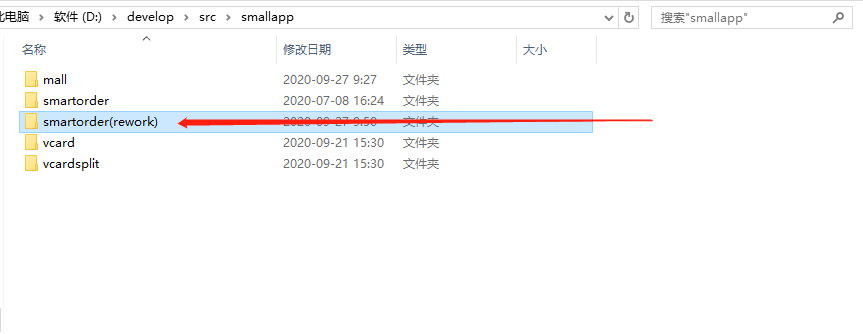 此电脑 > 软件 (D:) > develop > src > smallapp
搜索"smallapp"
名称 修改日期 类型 大小
mall 2020-09-27 9:27 文件夹
smartorder 2020-07-08 16:24 文件夹
smartorder(rework) 2020-09-27 9:50 文件夹
vcard 2020-09-21 15:30 文件夹
vcardsplit 2020-09-21 15:30 文件夹